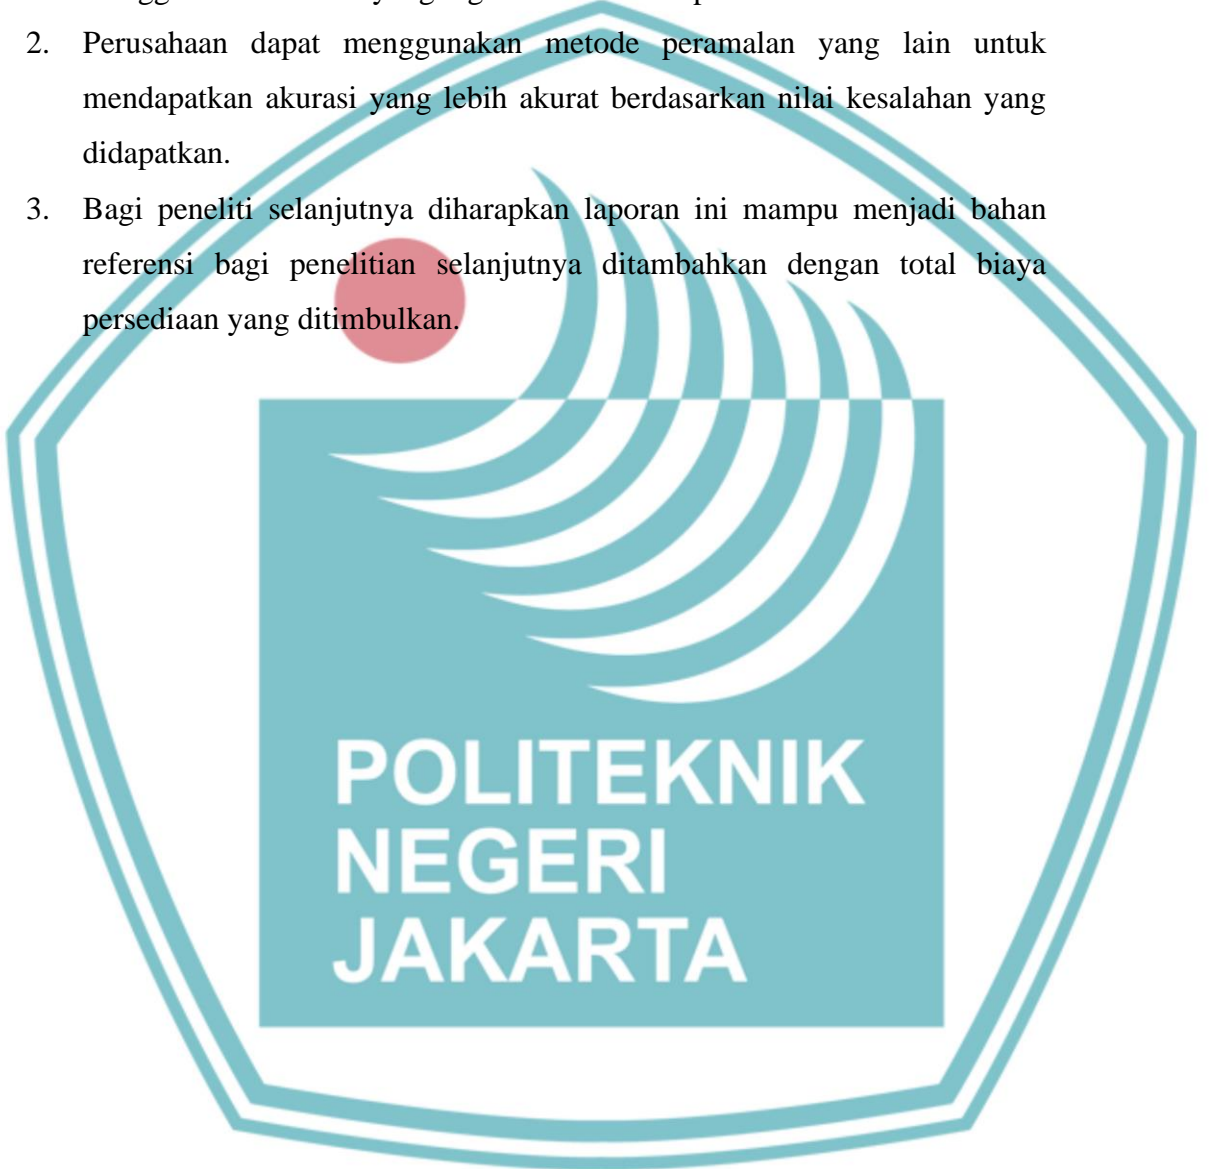 2. Perusahaan dapat menggunakan metode peramalan yang lain untuk
mendapatkan akurasi yang lebih akurat berdasarkan nilai kesalahan yang
didapatkan.
3. Bagi peneliti selanjutnya diharapkan laporan ini mampu menjadi bahan
referensi bagi penelitian selanjutnya ditambahkan dengan total biaya
persediaan yang ditimbulkan.
POLITEKNIK
NEGERI
JAKARTA